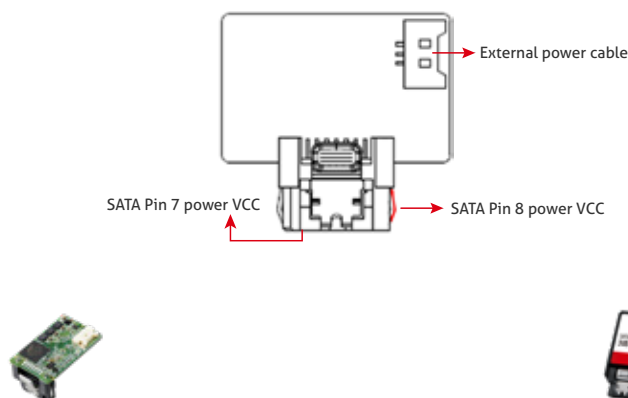 External power cable
SATA Pin 7 power VCC
SATA Pin 8 power VCC